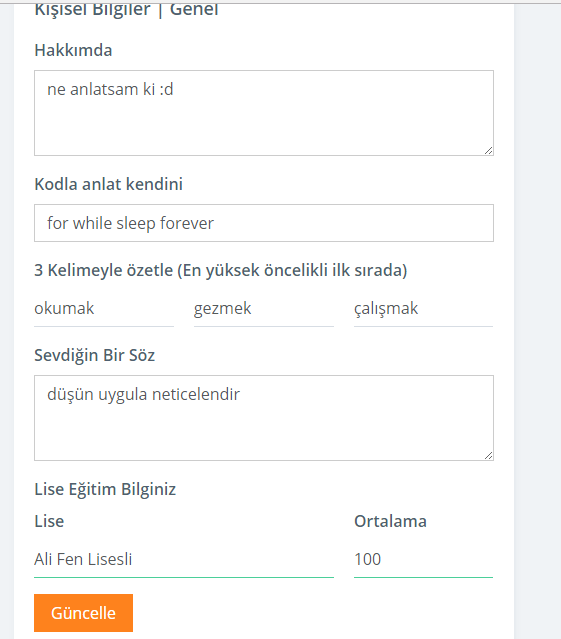 Kişisel Bilgiler | Genel
Hakkımda
ne anlatsam ki :d
Kodla anlat kendini
for while sleep forever
3 Kelimeyle özetle (En yüksek öncelikli ilk sırada)
okumak gezmek çalışmak
Sevdiğin Bir Söz
düşün uygula neticelendir
Lise Eğitim Bilginiz
Lise Ortalama
Ali Fen Lisesli 100
Güncelle